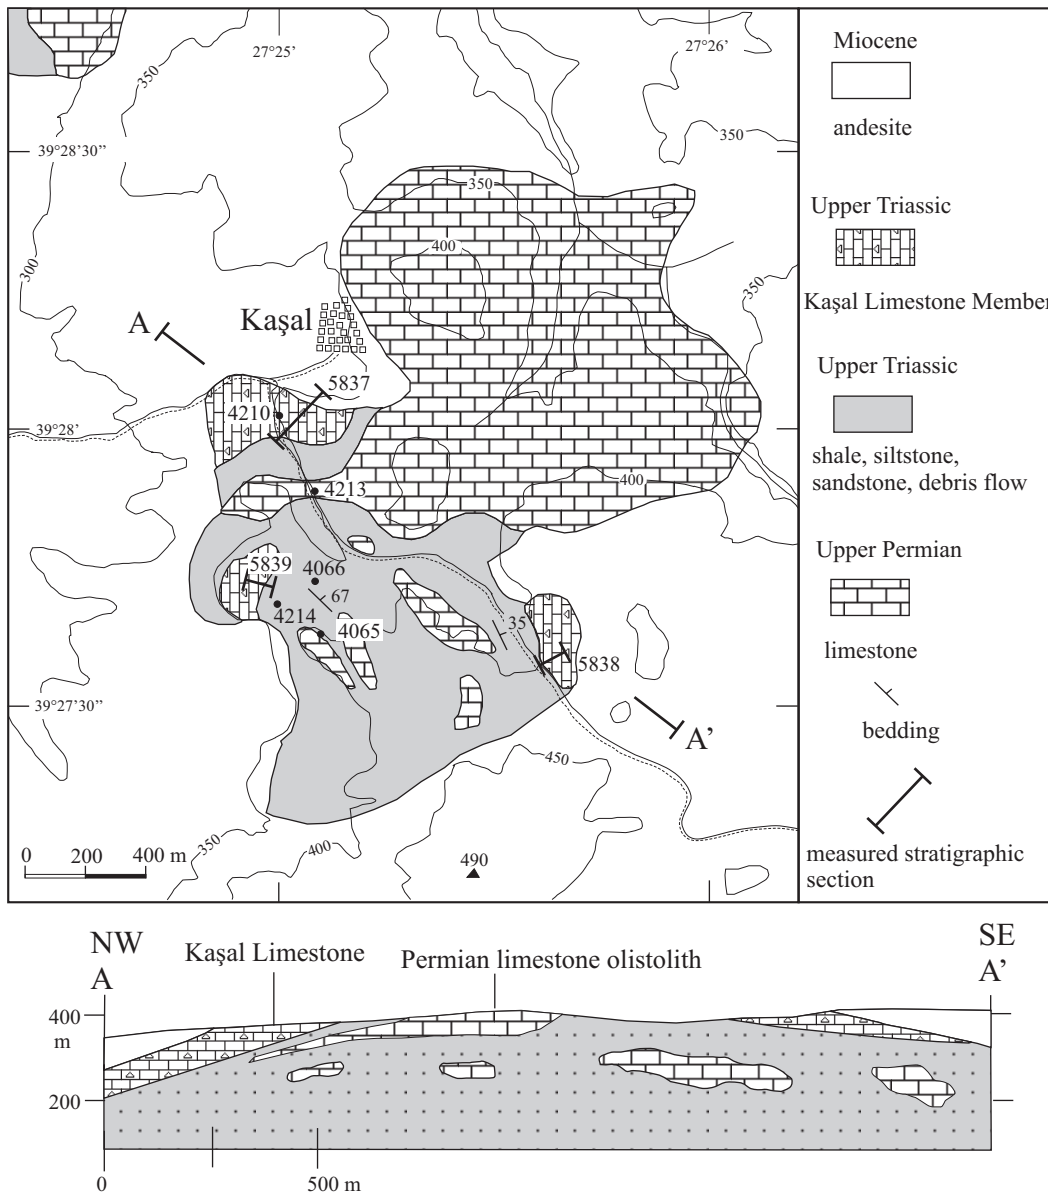 27°25’
27°26’
350
350
39°28’30”
350
400
300
350
A
Kaşal
5837
4210
39°28’
400
4213
5839
4066
67
4214
4065
35
5838
39°27’30”
A’
450
350
400
490
0 200 400 m
Miocene
andesite
Upper Triassic
Kaşal Limestone Member
Upper Triassic
shale, siltstone,
sandstone, debris flow
Upper Permian
limestone
bedding
measured stratigraphic
section
NW
A
Kaşal Limestone
Permian limestone olistolith
SE
A’
400
m
200
0
500 m